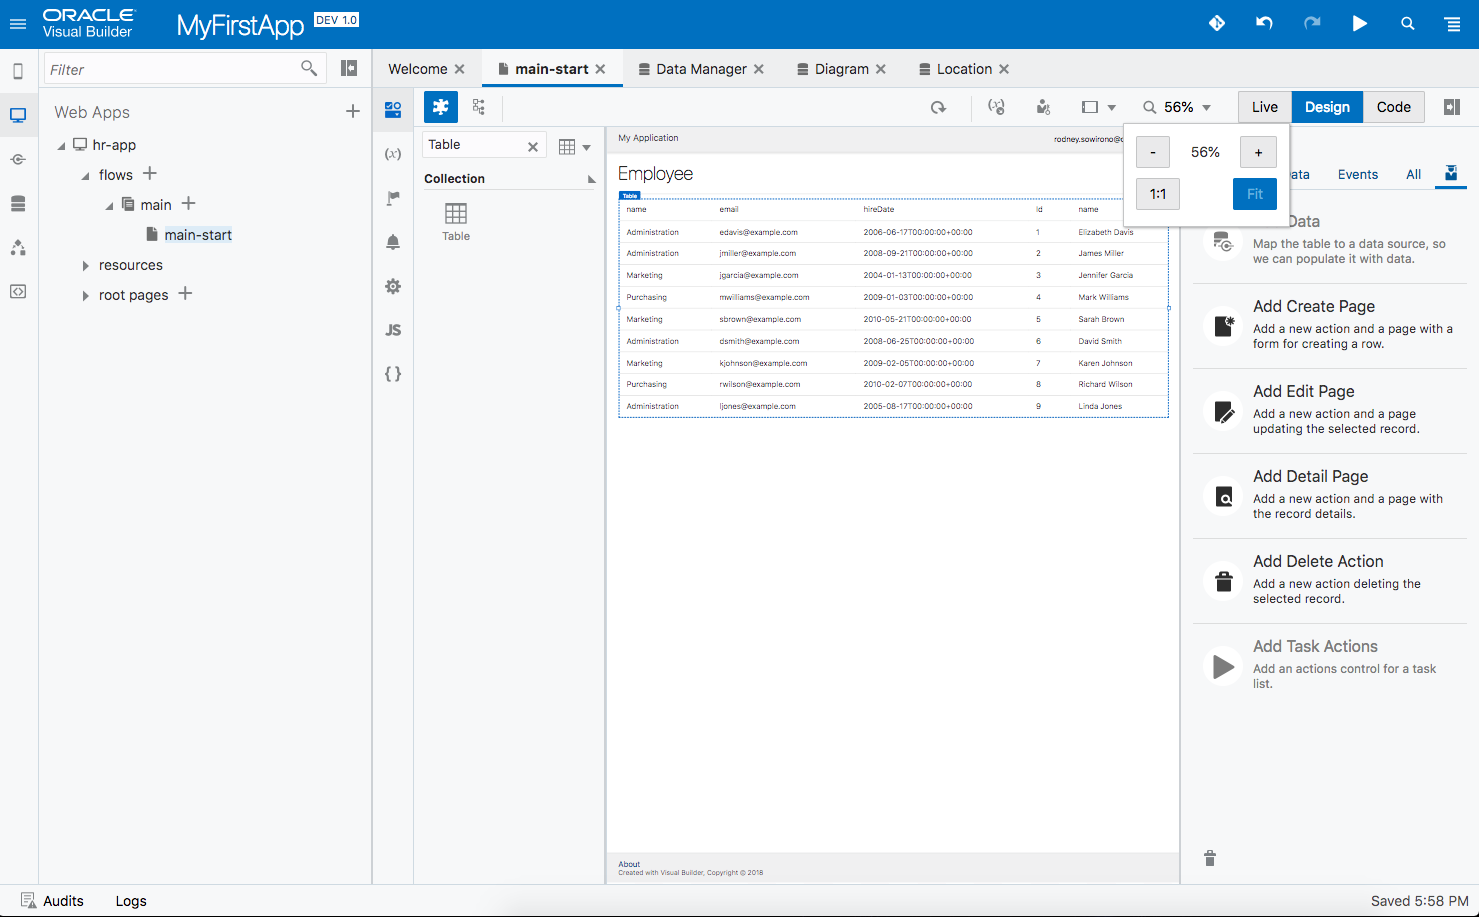 ORACLE
Visual Builder
MyFirstApp
DEV 1.0
Filter
Welcome
main-start
Data Manager
Diagram
Location
Web Apps
hr-app
flows
main
main-start
resources
root pages
(x)
JS
{ }
56%
Live
Design
Code
- 56% +
1:1 Fit
Table
Collection
Table
My Application
rodney.sowirono@
Employee
Table
name email hireDate Id name
Administration edavis@example.com 2006-06-17T00:00:00+00:00 1 Elizabeth Davis
Administration jmiller@example.com 2008-09-21T00:00:00+00:00 2 James Miller
Marketing jgarcia@example.com 2004-01-13T00:00:00+00:00 3 Jennifer Garcia
Purchasing mwilliams@example.com 2009-01-03T00:00:00+00:00 4 Mark Williams
Marketing sbrown@example.com 2010-05-21T00:00:00+00:00 5 Sarah Brown
Administration dsmith@example.com 2008-06-25T00:00:00+00:00 6 David Smith
Marketing kjohnson@example.com 2009-02-05T00:00:00+00:00 7 Karen Johnson
Purchasing rwilson@example.com 2010-02-07T00:00:00+00:00 8 Richard Wilson
Administration ljones@example.com 2005-08-17T00:00:00+00:00 9 Linda Jones
About
Created with Visual Builder, Copyright © 2018
ata Events All
Data
Map the table to a data source, so
we can populate it with data.
Add Create Page
Add a new action and a page with a
form for creating a row.
Add Edit Page
Add a new action and a page
updating the selected record.
Add Detail Page
Add a new action and a page with
the record details.
Add Delete Action
Add a new action deleting the
selected record.
Add Task Actions
Add an actions control for a task
list.
Audits
Logs
Saved 5:58 PM